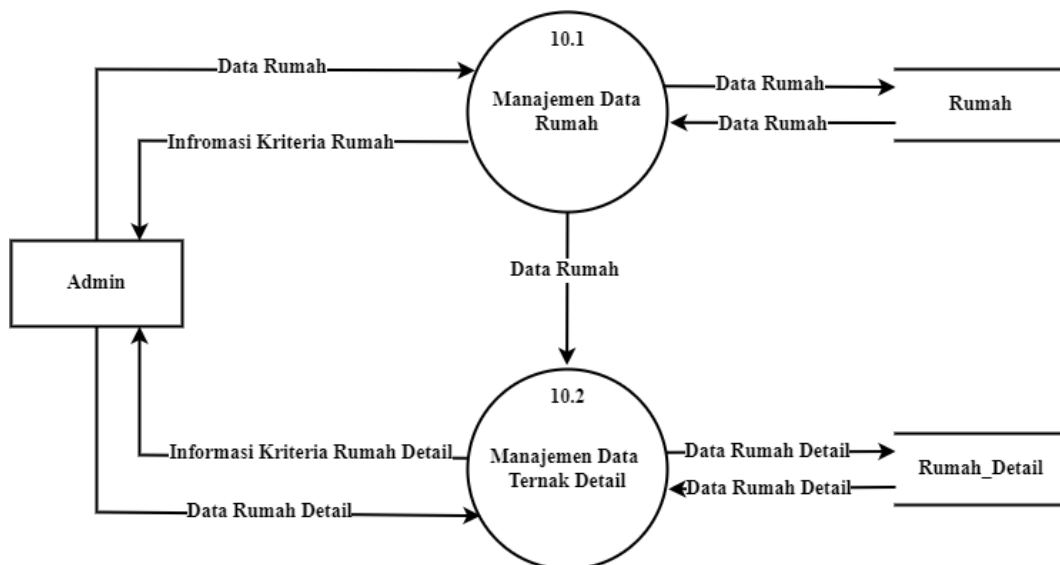 10.1
Data Rumah
Manajemen Data
Rumah
Data Rumah
Data Rumah
Rumah
Infromasi Kriteria Rumah
Admin
Data Rumah
10.2
Informasi Kriteria Rumah Detail
Manajemen Data
Ternak Detail
Data Rumah Detail
Data Rumah Detail
Rumah_Detail
Data Rumah Detail